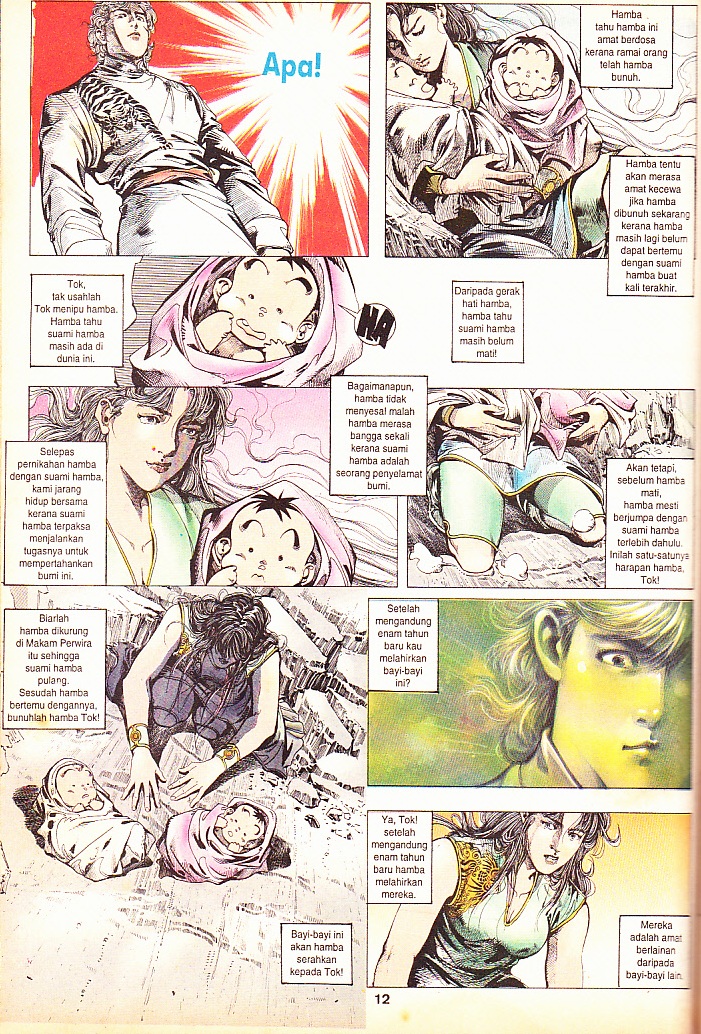 Apa!
Hamba
tahu hamba ini
amat berdosa
kerana ramai orang
telah hamba
bunuh.
Hamba tentu
akan merasa
amat kecewa
jika hamba
dibunuh sekarang
kerana hamba
masih lagi belum
dapat bertemu
dengan suami
hamba buat
kali terakhir.
Tok,
tak usahlah
Tok menipu hamba.
Hamba tahu
suami hamba
masih ada di
dunia ini.
HA
Daripada gerak
hati hamba,
hamba tahu
suami hamba
masih belum
mati!
Selepas
pernikahan hamba
dengan suami hamba,
kami jarang
hidup bersama
kerana suami
hamba terpaksa
menjalankan
tugasnya untuk
mempertahankan
bumi ini.
Bagaimanapun,
hamba tidak
menyesal malah
hamba merasa
bangga sekali
kerana suami
hamba adalah
seorang penyelamat
bumi.
Akan tetapi,
sebelum hamba
mati,
hamba mesti
berjumpa dengan
suami hamba
terlebih dahulu.
Inilah satu-satunya
harapan hamba,
Tok!
Biarlah
hamba dikurung
di Makam Perwira
itu sehingga
suami hamba
pulang.
Sesudah hamba
bertemu dengannya,
bunuhlah hamba Tok!
Bayi-bayi ini
akan hamba
serahkan
kepada Tok!
Setelah
mengandung
enam tahun
baru kau
melahirkan
bayi-bayi
ini?
Ya, Tok!
setelah
mengandung
enam tahun
baru hamba
melahirkan
mereka.
Mereka
adalah amat
berlainan
daripada
bayi-bayi lain.
12